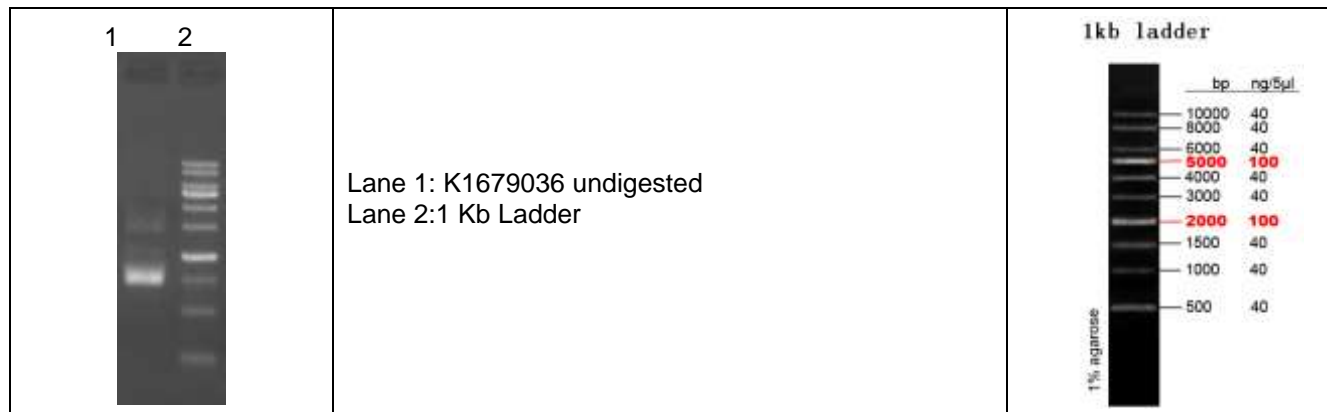 1 2
Lane 1: K1679036 undigested
Lane 2:1 Kb Ladder
1kb ladder
bp ng/5µl
10000 40
8000 40
6000 40
5000 100
4000 40
3000 40
2000 100
1500 40
1000 40
500 40
1% agarose